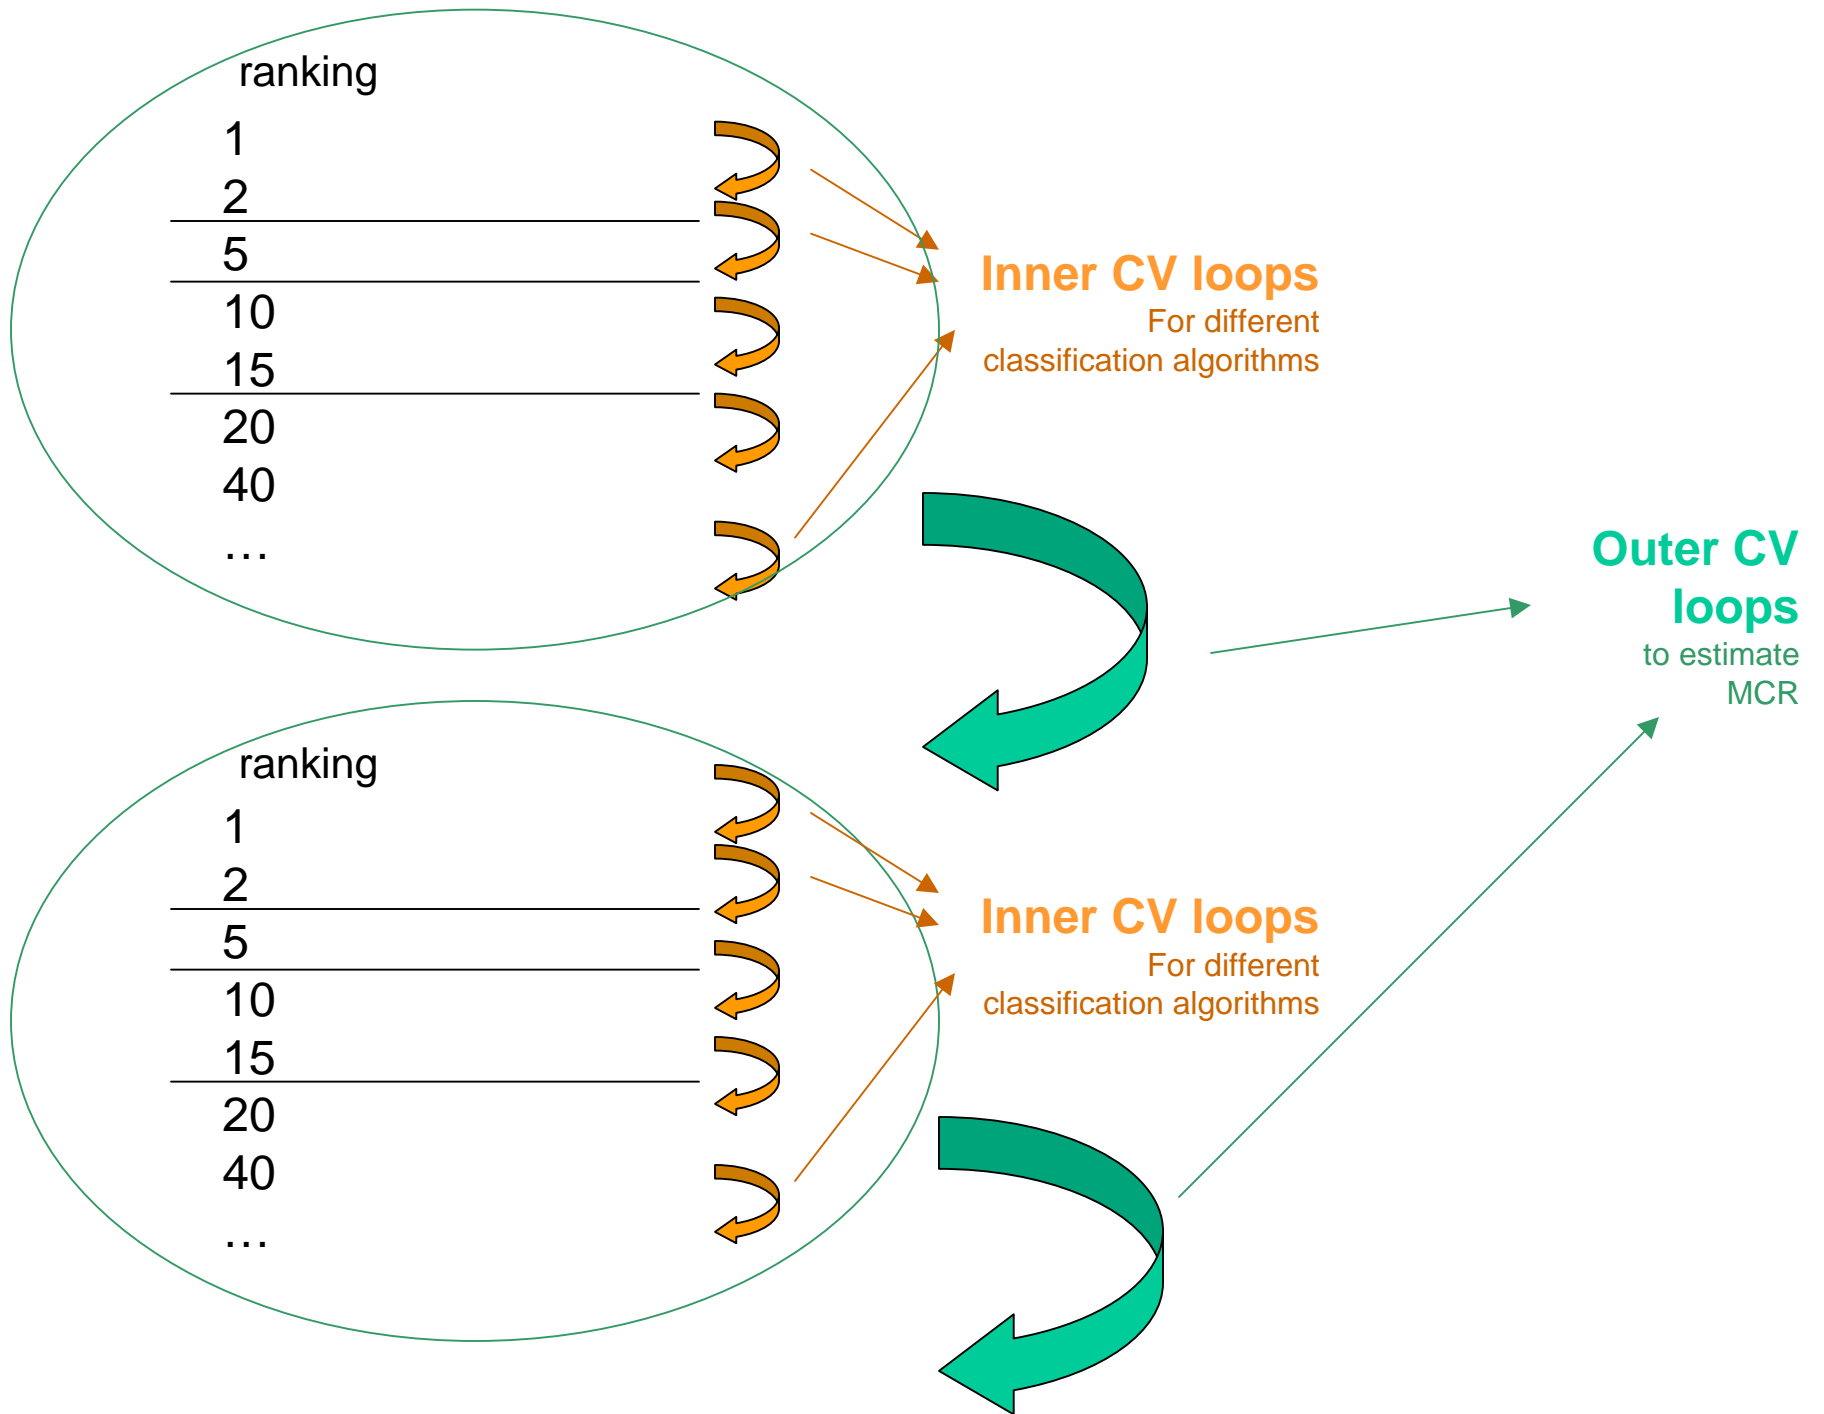 ranking
1
2
5
10
15
20
40
…
Inner CV loops
For different
classification algorithms
Outer CV
loops
to estimate
MCR
ranking
1
2
5
10
15
20
40
…
Inner CV loops
For different
classification algorithms